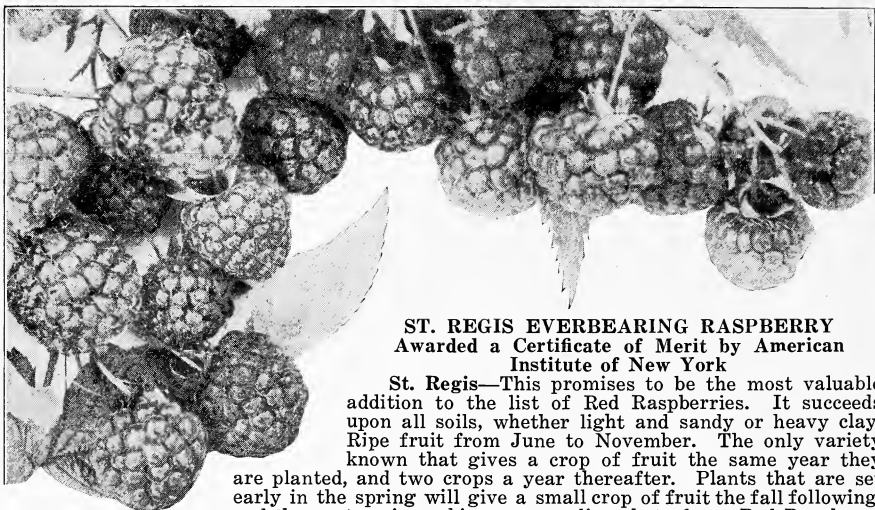 ST. REGIS EVERBEARING RASPBERRY
Awarded a Certificate of Merit by American
Institute of New York
St. Regis—This promises to be the most valuable
addition to the list of Red Raspberries. It succeeds
upon all soils, whether light and sandy or heavy clay
Ripe fruit from June to November. The only variety
known that gives a crop of fruit the same year they
are planted, and two crops a year thereafter. Plants that are set
early in the spring will give a small crop of fruit the fall following